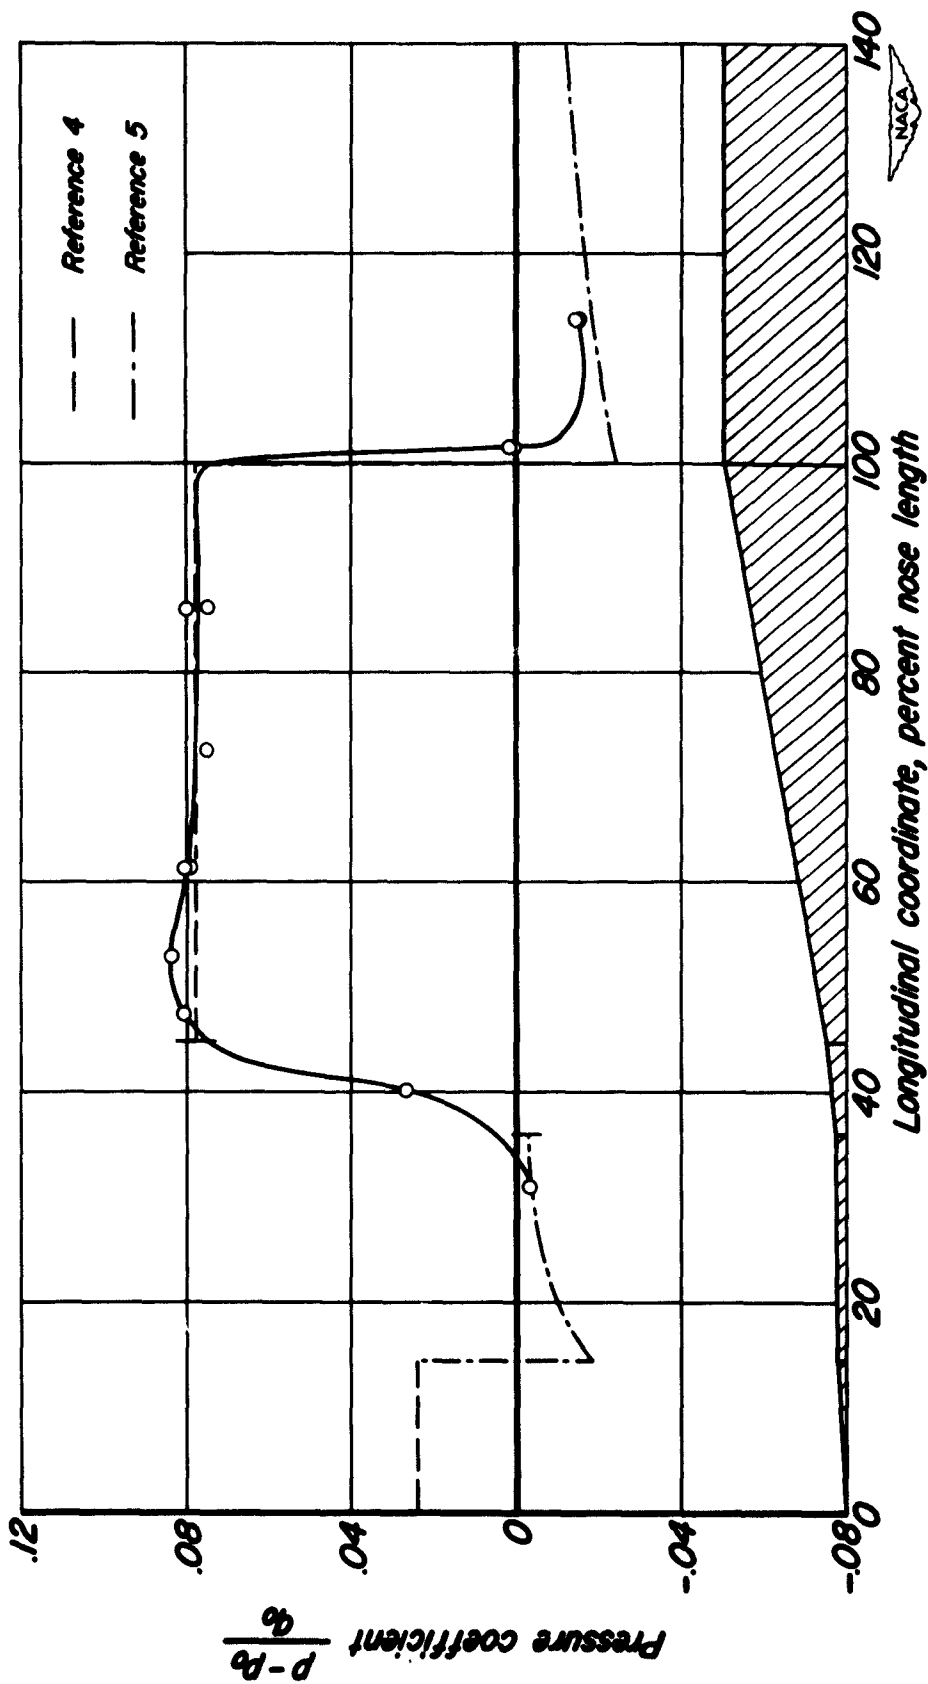 Pressure coefficient
p - p₀
q₀
.12
.08
.04
0
-.04
-.08
Reference 4
Reference 5
0
20
40
60
80
100
120
140
Longitudinal coordinate, percent nose length
NACA